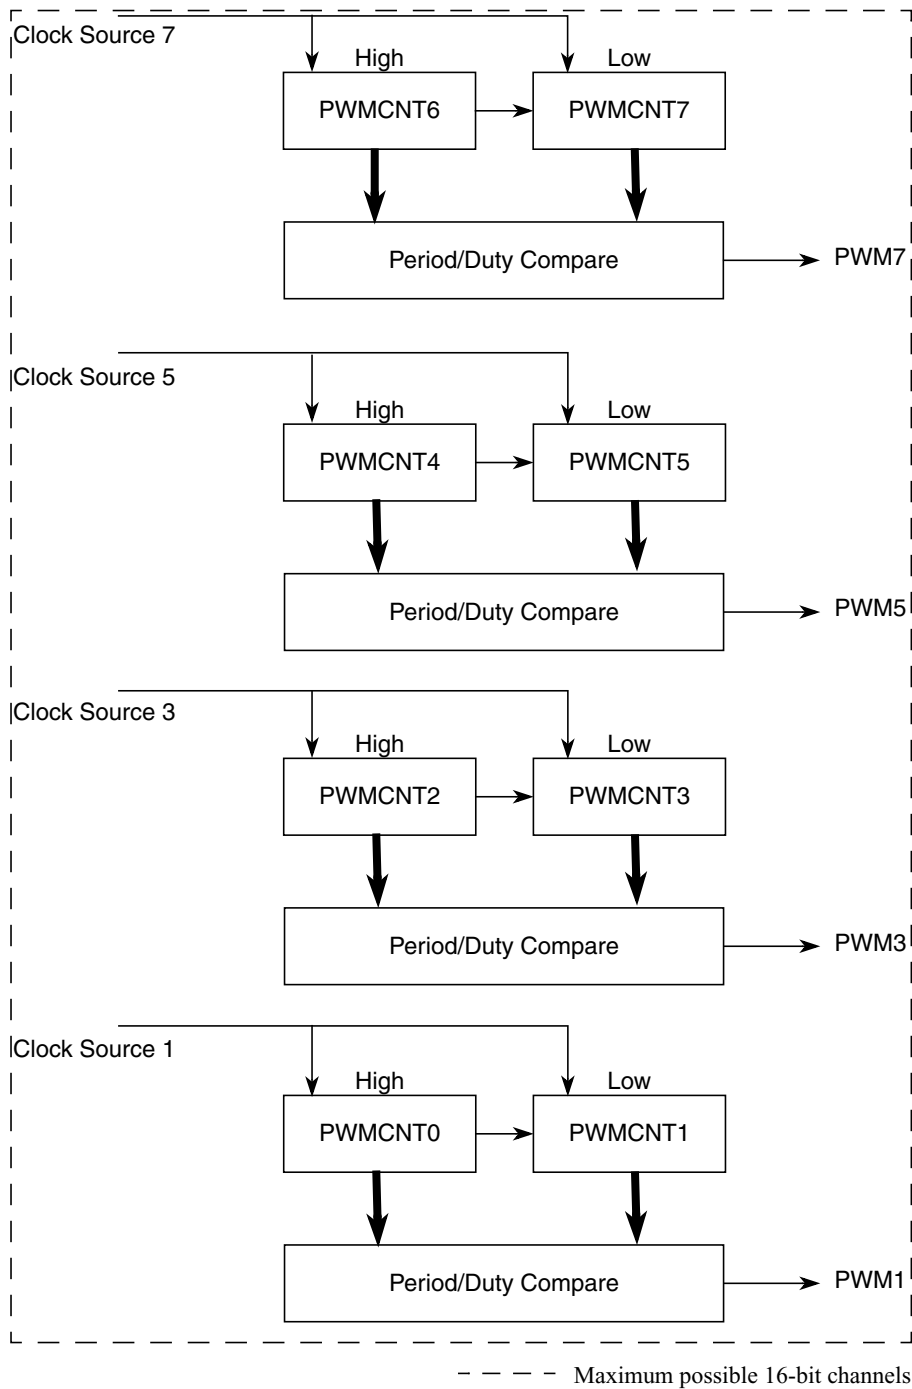 Clock Source 7
High Low
PWMCNT6 PWMCNT7
Period/Duty Compare PWM7
Clock Source 5
High Low
PWMCNT4 PWMCNT5
Period/Duty Compare PWM5
Clock Source 3
High Low
PWMCNT2 PWMCNT3
Period/Duty Compare PWM3
Clock Source 1
High Low
PWMCNT0 PWMCNT1
Period/Duty Compare PWM1
Maximum possible 16-bit channels